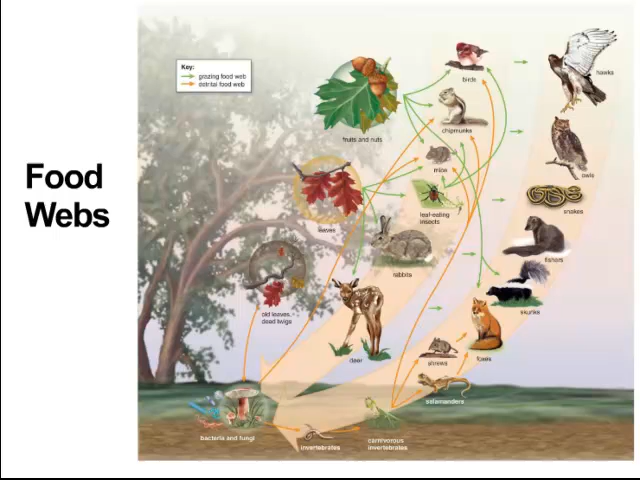 Food
Webs
Key:
grazing food web
detrital food web
birds
hawks
fruits and nuts
chipmunks
owls
mice
leaf-eating
insects
snakes
leaves
rabbits
fishers
old leaves,
dead twigs
skunks
deer
shrews
foxes
salamanders
bacteria and fungi
invertebrates
carnivorous
invertebrates